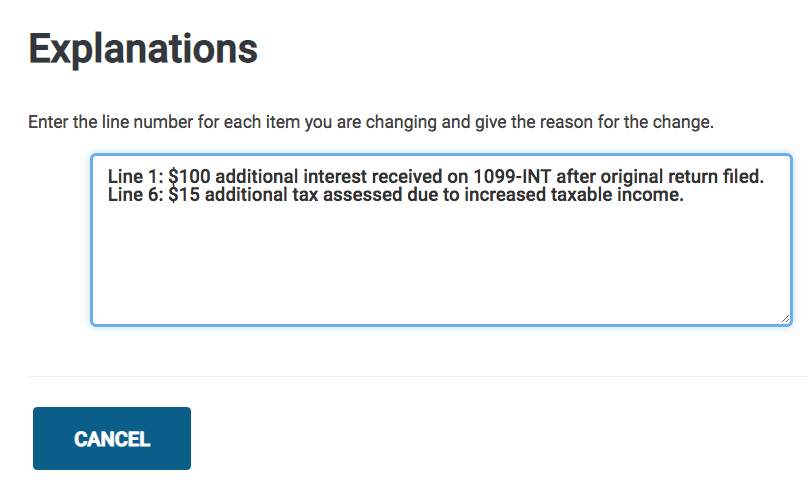 Explanations
Enter the line number for each item you are changing and give the reason for the change.
Line 1: $100 additional interest received on 1099-INT after original return filed.
Line 6: $15 additional tax assessed due to increased taxable income.
CANCEL